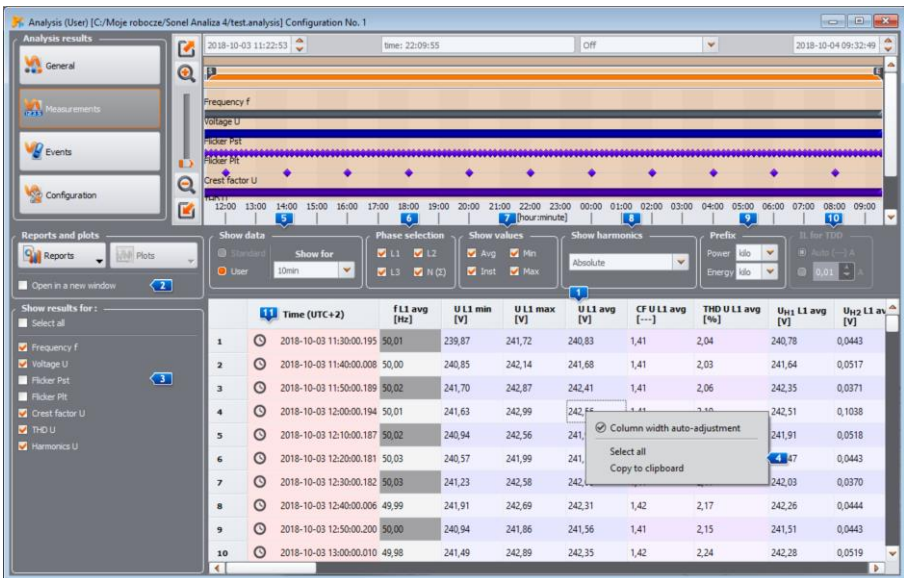 Analysis (User) [C:/Moje robocze/Sonel Analiza 4/test.analysis] Configuration No. 1
Analysis results
General
Measurements
Events
Configuration
2018-10-03 11:22:53 time: 22:09:55 Off 2018-10-04 09:32:49
S E
Frequency f
Voltage U
Flicker Pst
Flicker Plt
Crest factor U
THD U
12:00 13:00 14:00 15:00 16:00 17:00 18:00 19:00 20:00 21:00 22:00 23:00 00:00 01:00 02:00 03:00 04:00 05:00 06:00 07:00 08:00 09:00
[hour:minute]
5 6 7 8 9 10
Reports and plots
Reports Plots
Open in a new window 2
Show data
Standard
User
Show for
10min
Phase selection
L1 L2
L3 N (Σ)
Show values
Avg Min
Inst Max
Show harmonics
Absolute
Prefix
Power kilo
Energy kilo
IL for TDD
Auto (---) A
0,01 A
1
Show results for :
Select all
Frequency f
Voltage U
Flicker Pst 3
Flicker Plt
Crest factor U
THD U
Harmonics U
11 Time (UTC+2) f L1 avg [Hz] U L1 min [V] U L1 max [V] U L1 avg [V] CF U L1 avg [---] THD U L1 avg [%] UH1 L1 avg [V] UH2 L1 av [V]
1 2018-10-03 11:30:00.195 50,01 239,87 241,72 240,83 1,41 2,04 240,78 0,0443
2 2018-10-03 11:40:00.008 50,00 240,85 242,14 241,68 1,41 2,03 241,64 0,0517
3 2018-10-03 11:50:00.189 50,02 241,70 242,87 242,41 1,41 2,06 242,35 0,0371
4 2018-10-03 12:00:00.194 50,01 241,63 242,99 242,51 0,1038
5 2018-10-03 12:10:00.187 50,02 240,94 242,56 241, 241,91 0,0518
6 2018-10-03 12:20:00.181 50,03 240,57 241,99 241, 47 0,0443
7 2018-10-03 12:30:00.182 50,03 241,23 242,58 242,03 0,0370
8 2018-10-03 12:40:00.006 49,99 241,91 242,69 242,31 1,42 2,17 242,26 0,0444
9 2018-10-03 12:50:00.200 50,00 240,94 241,86 241,56 1,41 2,15 241,51 0,0443
10 2018-10-03 13:00:00.010 49,98 241,49 242,89 242,35 1,42 2,24 242,28 0,0519
Column width auto-adjustment
Select all
Copy to clipboard
4